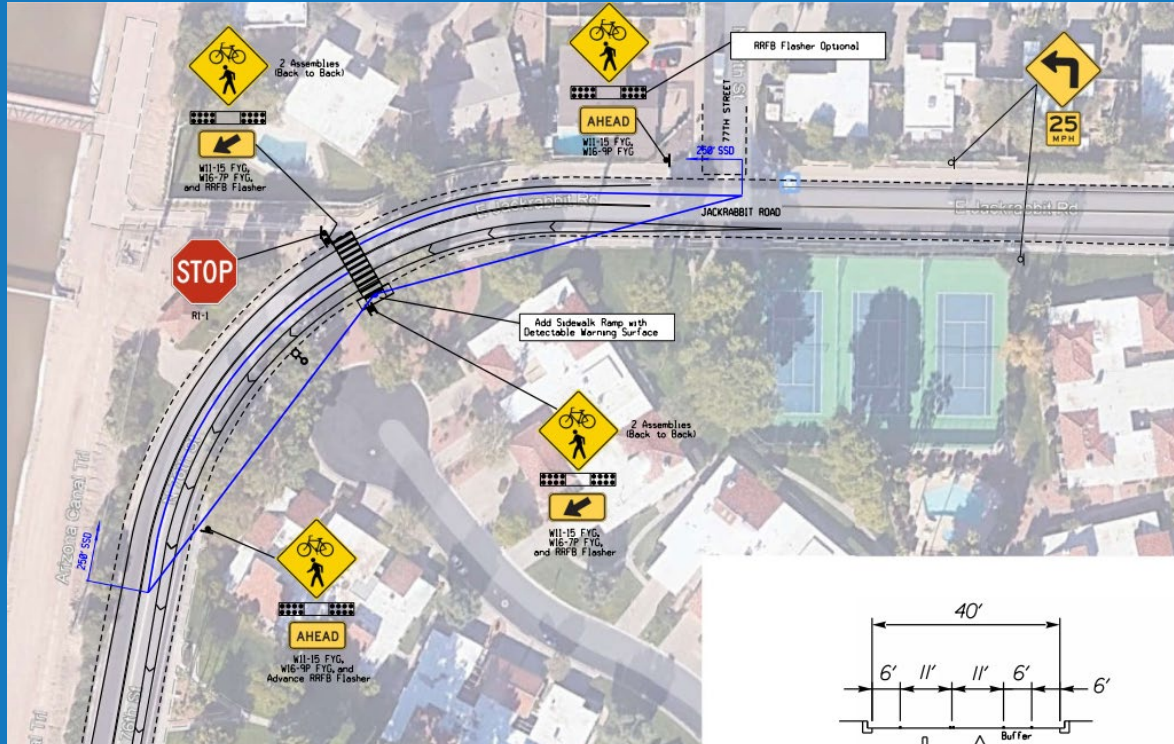 2 Assemblies
(Back to Back)
W11-15 FYG,
W16-7P FYG,
and RRFB Flasher
STOP
R1-1
AHEAD
W11-15 FYG,
W16-9P FYG
RRFB Flasher Optional
77TH STREET
250' SSD
25
MPH
E Jackrabbit Rd
JACKRABBIT ROAD
E Jackrabbit Rd
Add Sidewalk Ramp with
Detectable Warning Surface
2 Assemblies
(Back to Back)
W11-15 FYG,
W16-7P FYG,
and RRFB Flasher
Arizona Canal Trl
250' SSD
AHEAD
W11-15 FYG,
W16-9P FYG, and
Advance RRFB Flasher
N 76th St
40'
6' 11' 11' 6' 6'
Buffer